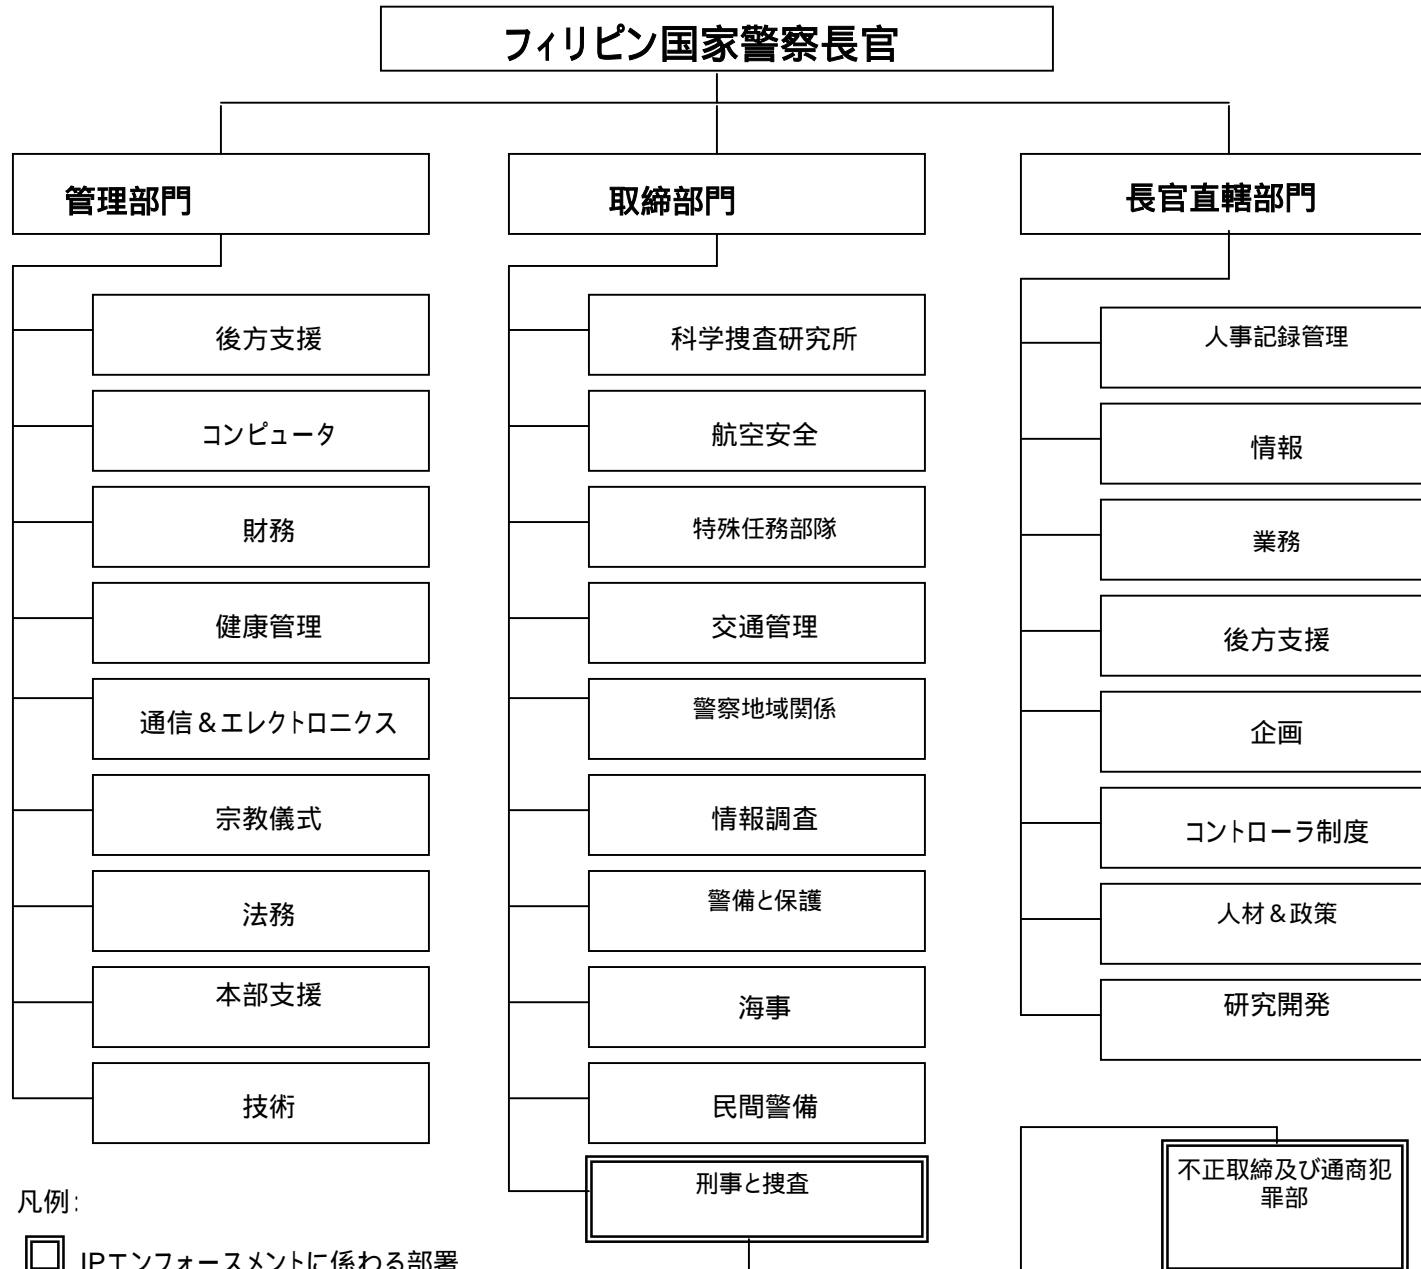 フィリピン国家警察長官
管理部門
後方支援
コンピュータ
財務
健康管理
通信＆エレクトロニクス
宗教儀式
法務
本部支援
技術
取締部門
科学捜査研究所
航空安全
特殊任務部隊
交通管理
警察地域関係
情報調査
警備と保護
海事
民間警備
刑事と捜査
長官直轄部門
人事記録管理
情報
業務
後方支援
企画
コントローラ制度
人材＆政策
研究開発
不正取締及び通商犯
罪部
凡例:
IPエンフォースメントに係わる部署